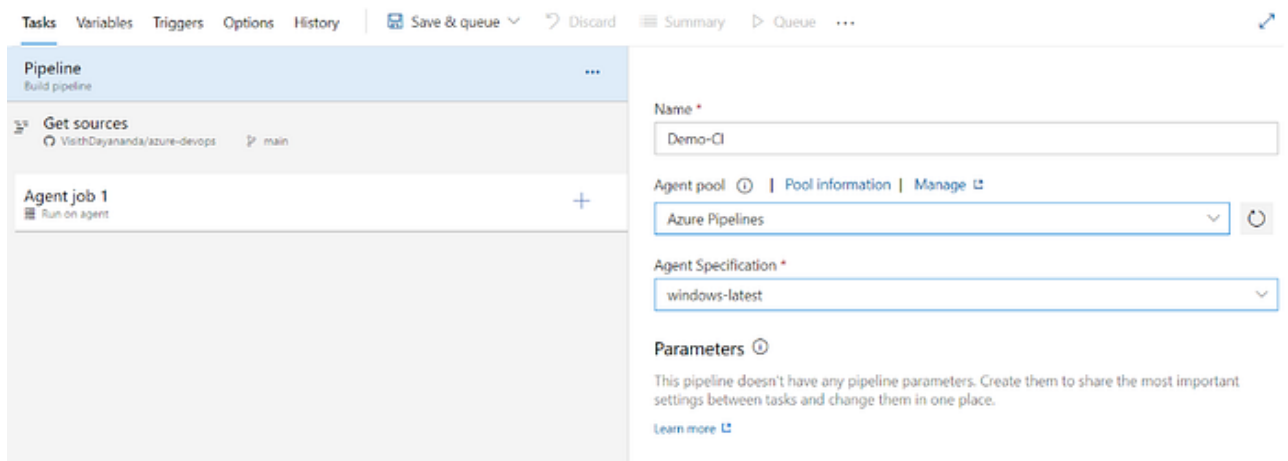 Tasks Variables Triggers Options History Save & queue Discard Summary Queue ...
Pipeline ...
Build pipeline
Get sources
VisithDayananda/azure-devops main
Agent job 1 +
Run on agent
Name *
Demo-CI
Agent pool | Pool information | Manage
Azure Pipelines
Agent Specification *
windows-latest
Parameters
This pipeline doesn't have any pipeline parameters. Create them to share the most important
settings between tasks and change them in one place.
Learn more